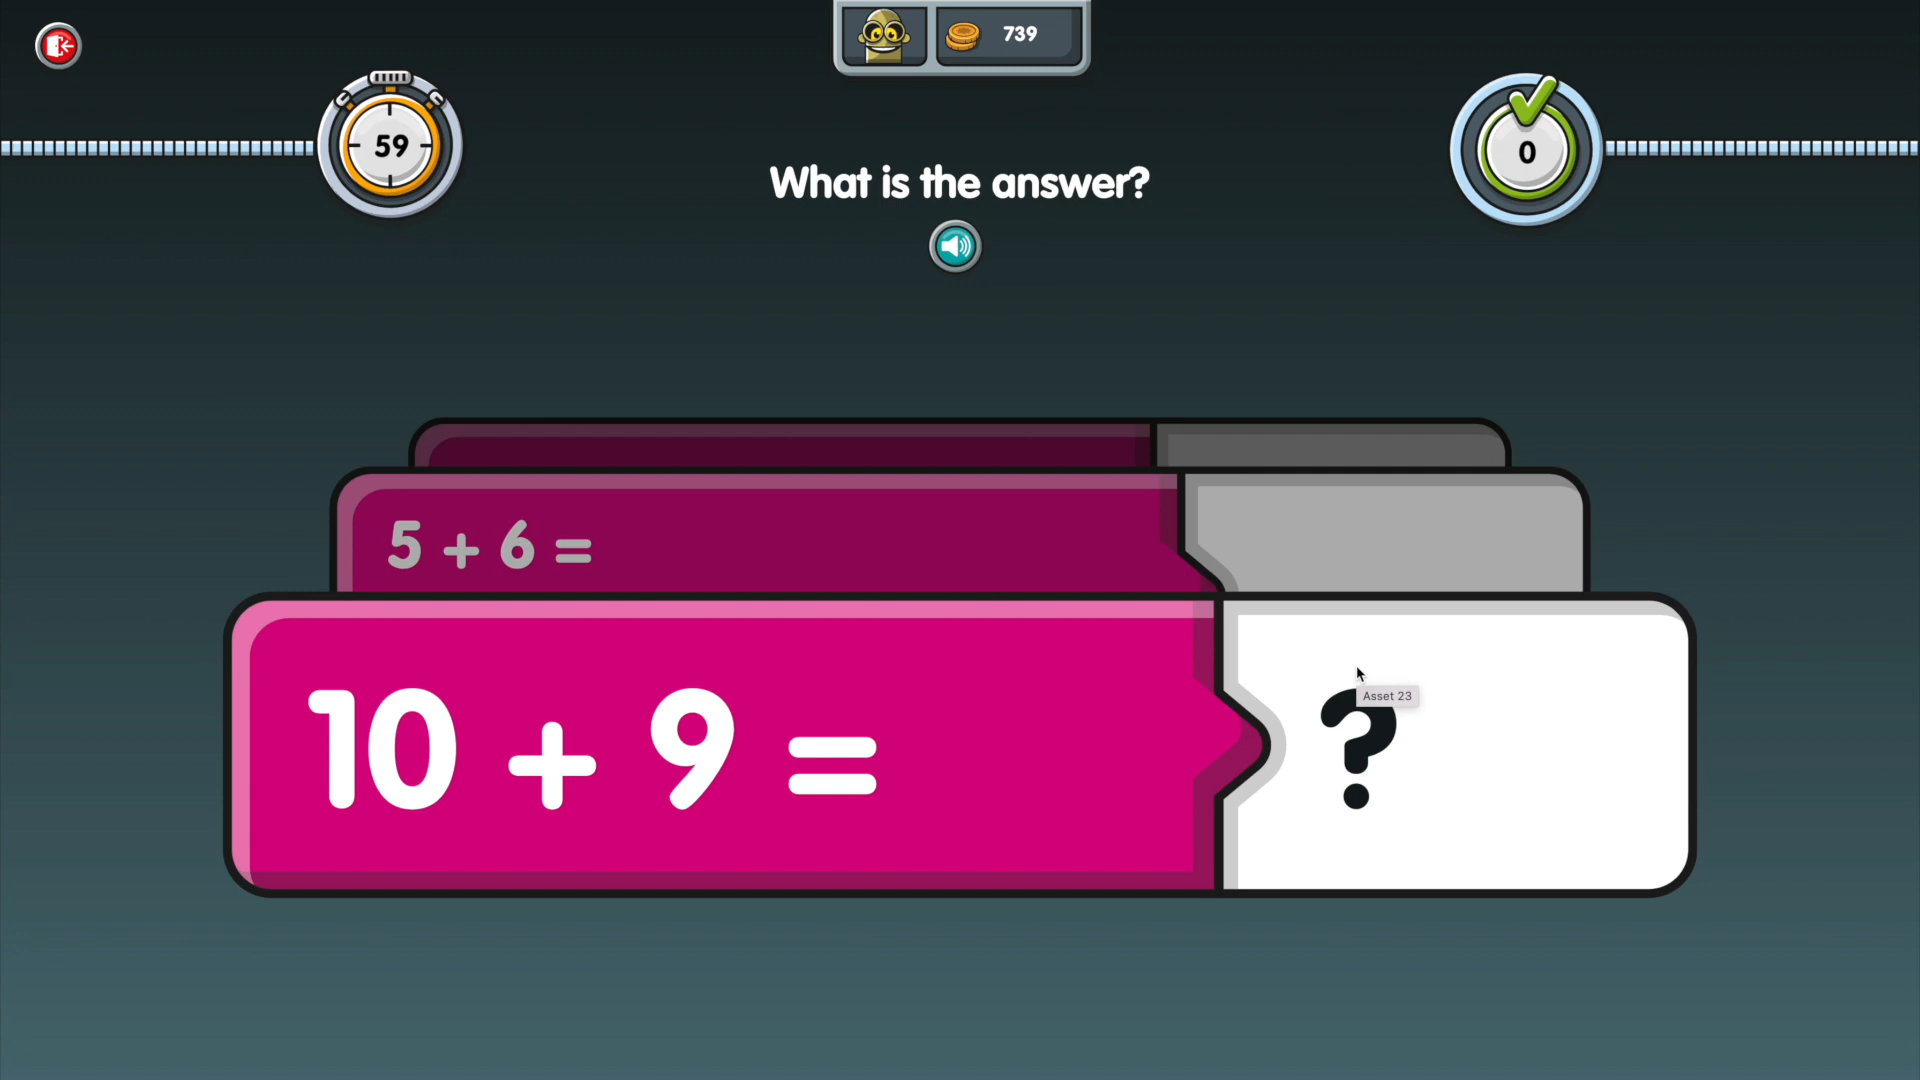 739
59
0
What is the answer?
5 + 6 =
10 + 9 =
?
Asset 23